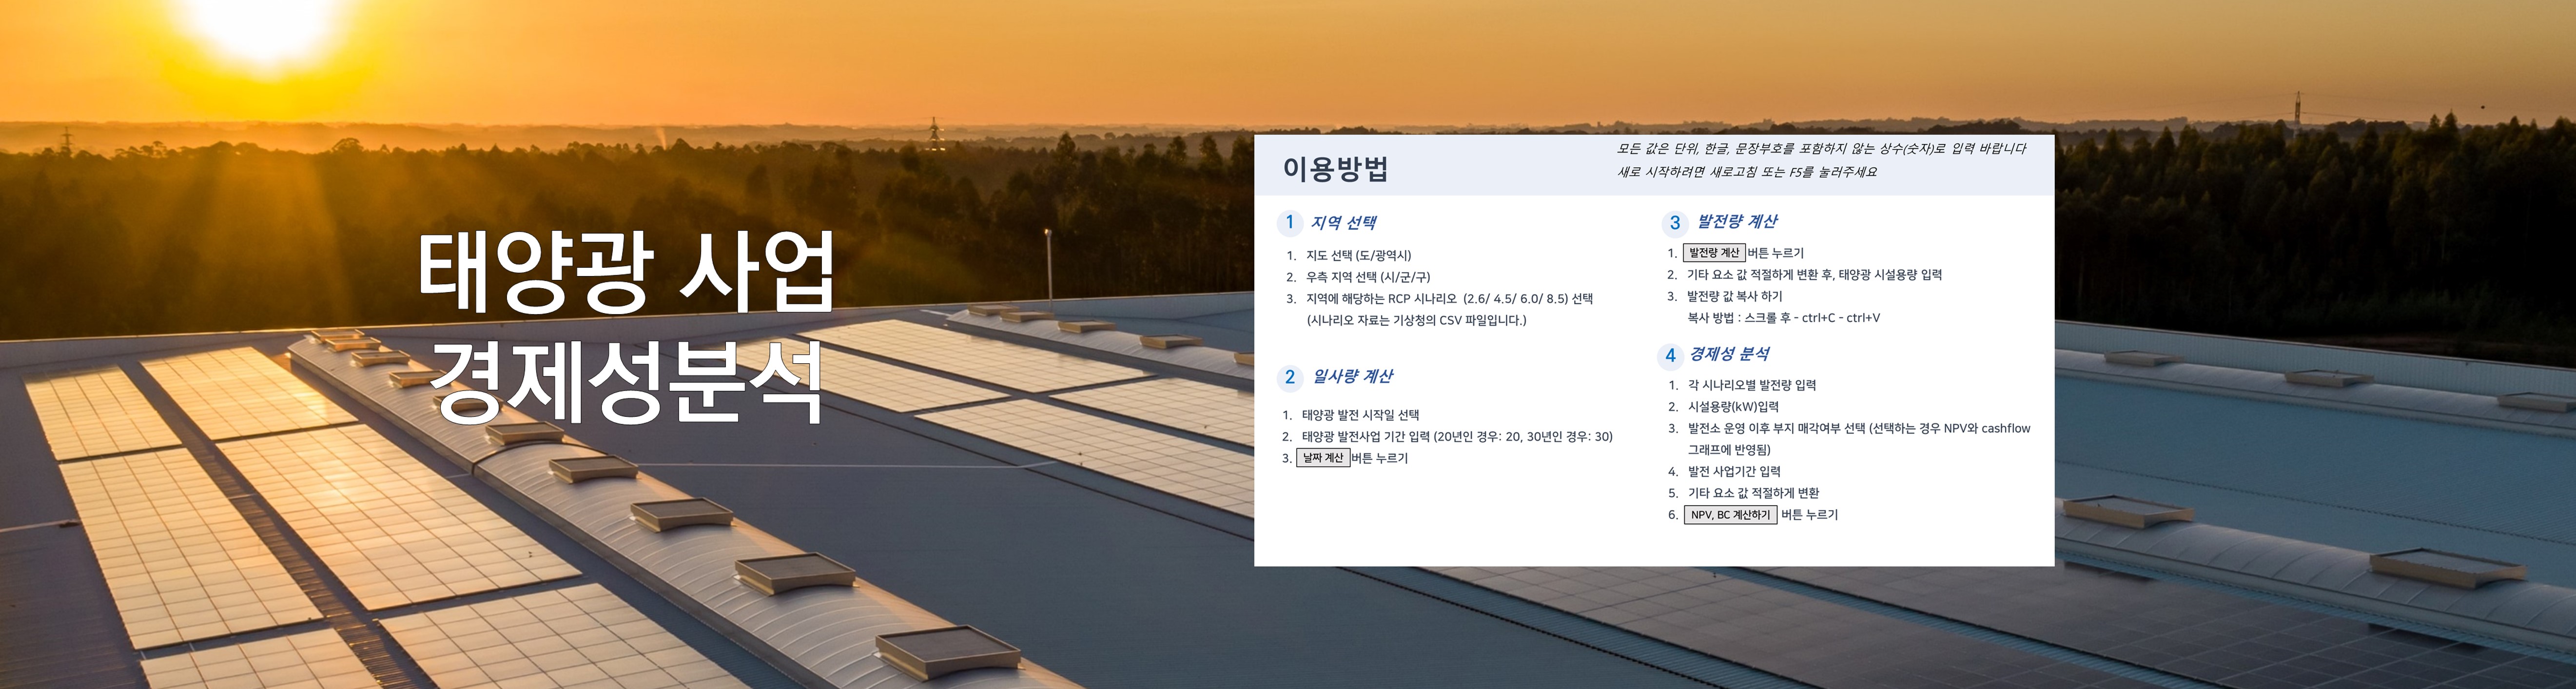 태양광 사업
경제성분석
이용방법
모든 값은 단위, 한글, 문장부호를 포함하지 않는 상수(숫자)로 입력 바랍니다
새로 시작하려면 새로고침 또는 F5를 눌러주세요
1 지역 선택
1. 지도 선택 (도/광역시)
2. 우측 지역 선택 (시/군/구)
3. 지역에 해당하는 RCP 시나리오 (2.6/ 4.5/ 6.0/ 8.5) 선택
(시나리오 자료는 기상청의 CSV 파일입니다.)
2 일사량 계산
1. 태양광 발전 시작일 선택
2. 태양광 발전사업 기간 입력 (20년인 경우: 20, 30년인 경우: 30)
3. 날짜 계산 버튼 누르기
3 발전량 계산
1. 발전량 계산 버튼 누르기
2. 기타 요소 값 적절하게 변환 후, 태양광 시설용량 입력
3. 발전량 값 복사 하기
복사 방법 : 스크롤 후 - ctrl+C - ctrl+V
4 경제성 분석
1. 각 시나리오별 발전량 입력
2. 시설용량(kW)입력
3. 발전소 운영 이후 부지 매각여부 선택 (선택하는 경우 NPV와 cashflow
그래프에 반영됨)
4. 발전 사업기간 입력
5. 기타 요소 값 적절하게 변환
6. NPV, BC 계산하기 버튼 누르기